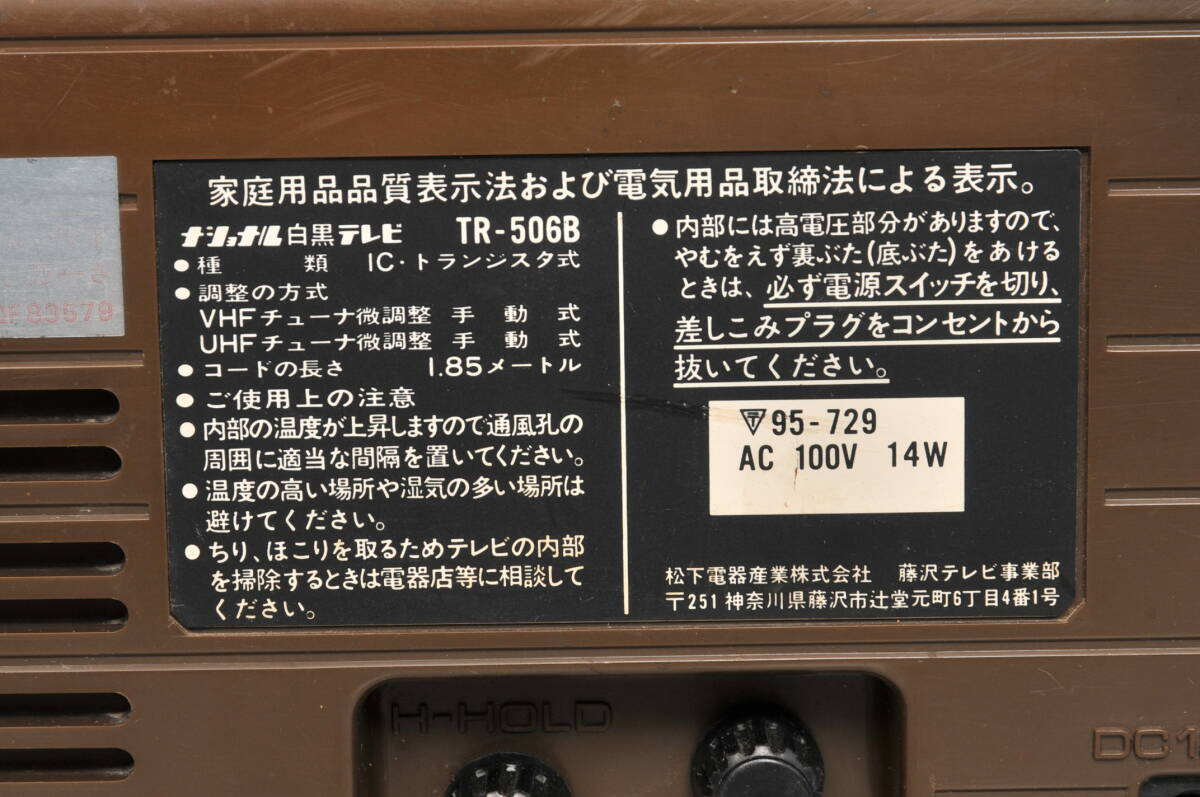 家庭用品品質表示法および電気用品取締法による表示。
ナショナル白黒テレビ TR-506B
●種 類 IC・トランジスタ式
●調整の方式
VHFチューナ微調整 手 動 式
UHFチューナ微調整 手 動 式
●コードの長さ 1.85メートル
●ご使用上の注意
●内部の温度が上昇しますので通風孔の
周囲に適当な間隔を置いてください。
●温度の高い場所や湿気の多い場所は
避けてください。
●ちり、ほこりを取るためテレビの内部
を掃除するときは電器店等に相談して
ください。
●内部には高電圧部分がありますので、
やむをえず裏ぶた(底ぶた)をあける
ときは、必ず電源スイッチを切り、
差しこみプラグをコンセントから
抜いてください。
95-729
AC 100V 14W
松下電器産業株式会社 藤沢テレビ事業部
〒251 神奈川県藤沢市辻堂元町6丁目4番1号
83579
H-HOLD
DC